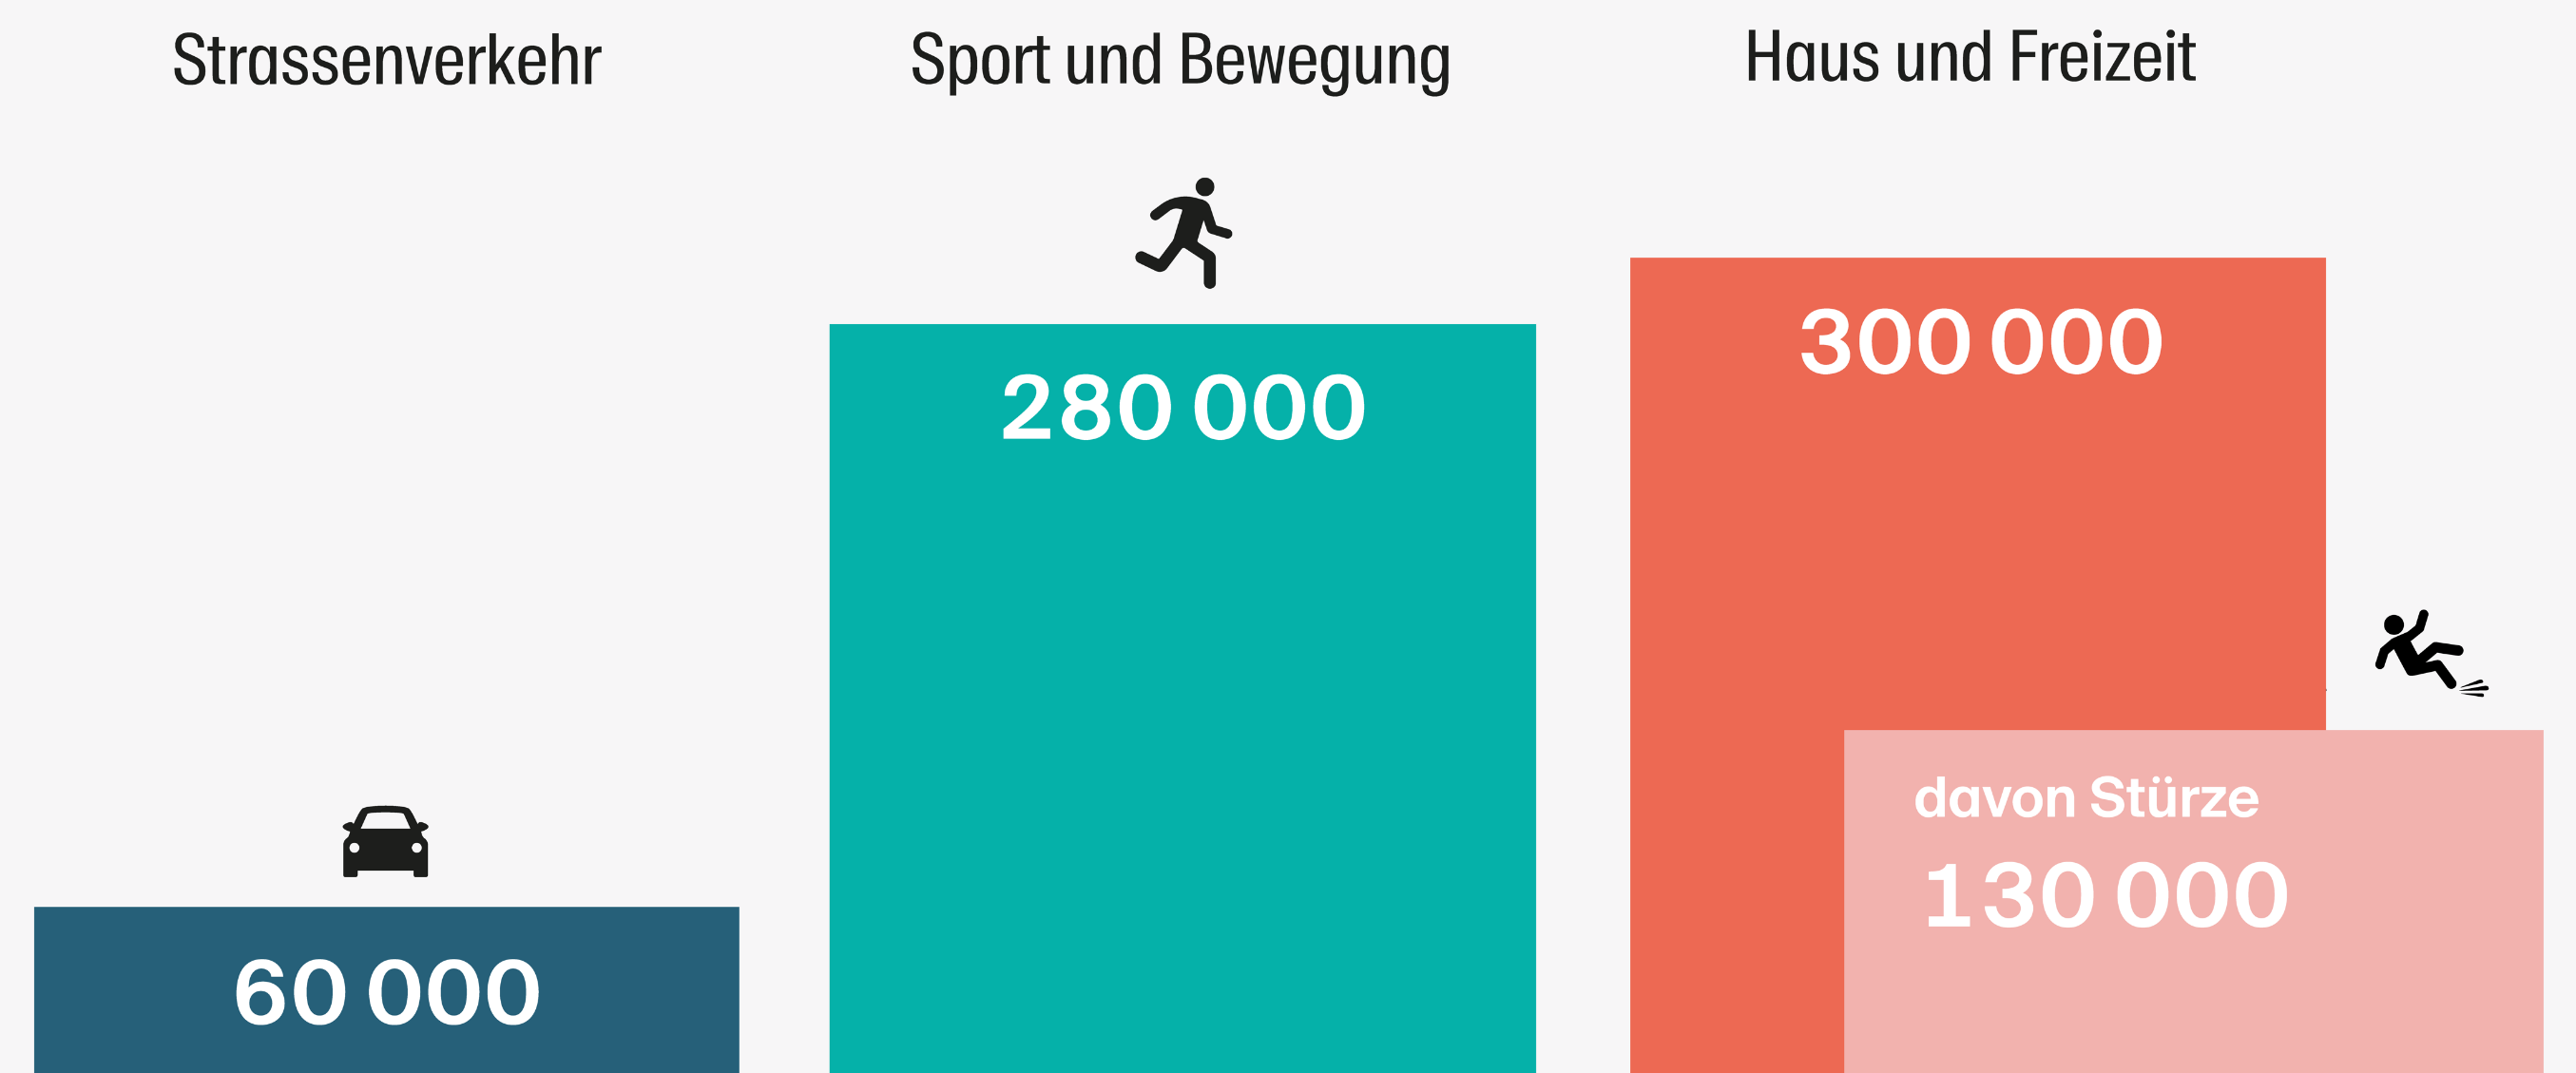 Strassenverkehr
Sport und Bewegung
Haus und Freizeit
60 000
280 000
300 000
davon Stürze
130 000